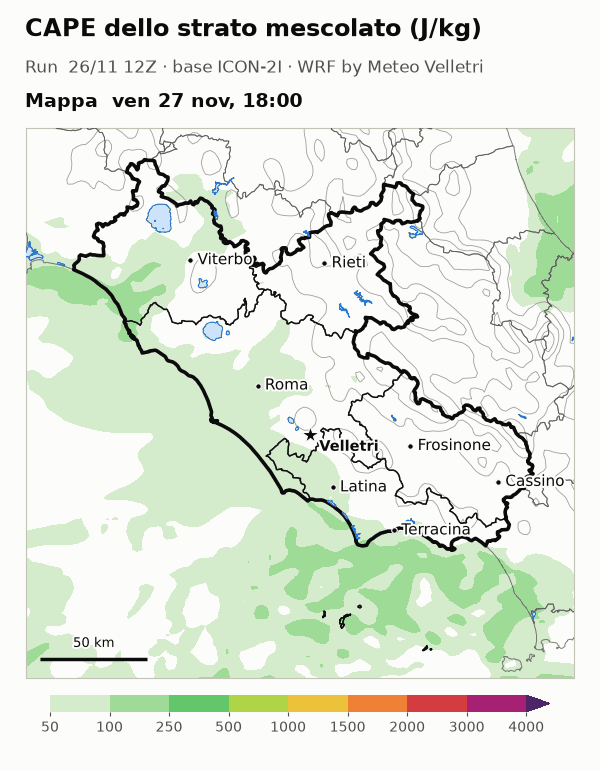 CAPE dello strato mescolato (J/kg)
Run  26/11 12Z · base ICON-2I · WRF by Meteo Velletri
Mappa  ven 27 nov, 18:00
Viterbo
Rieti
Roma
Velletri
Frosinone
Cassino
Latina
Terracina
50 km
50 100 250 500 1000 1500 2000 3000 4000